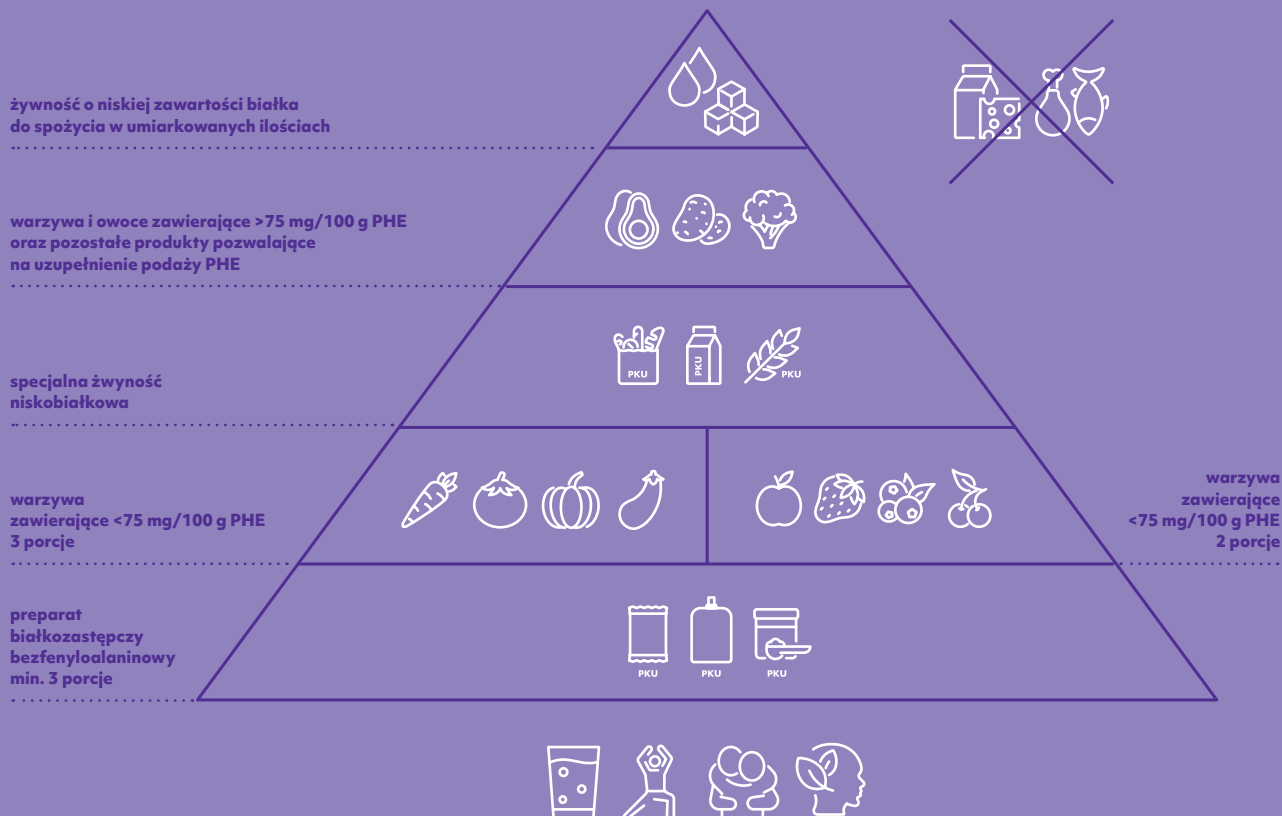 żywność o niskiej zawartości białka
do spożycia w umiarkowanych ilościach
warzywa i owoce zawierające >75 mg/100 g PHE
oraz pozostałe produkty pozwalające
na uzupełnienie podaży PHE
PKU
PKU
PKU
specjalna żwyność
niskobiałkowa
warzywa
zawierające <75 mg/100 g PHE
3 porcje
warzywa
zawierające
<75 mg/100 g PHE
2 porcje
preparat
białkozastępczy
bezfenyloalaninowy
min. 3 porcje
PKU
PKU
PKU